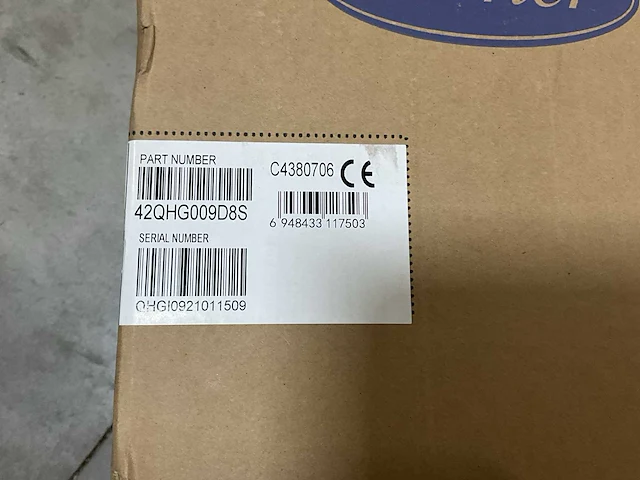 PART NUMBER
42QHG009D8S
C4380706 CE
6 948433 117503
SERIAL NUMBER
QHGI0921011509